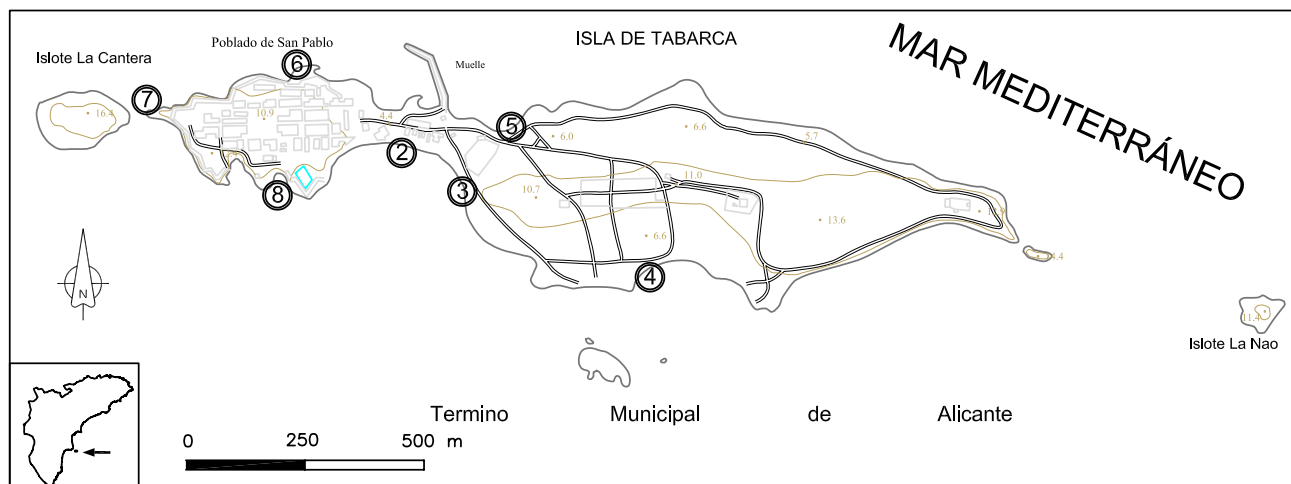 ISLA DE TABARCA
MAR MEDITERRÁNEO
Poblado de San Pablo
Islote La Cantera
Muelle
6
7
16.4
10.9
4.4
5
6.0
6.6
5.7
2
8
3
10.7
11.0
13.6
6.6
4
N
11.4
Islote La Nao
Termino Municipal de Alicante
0 250 500 m